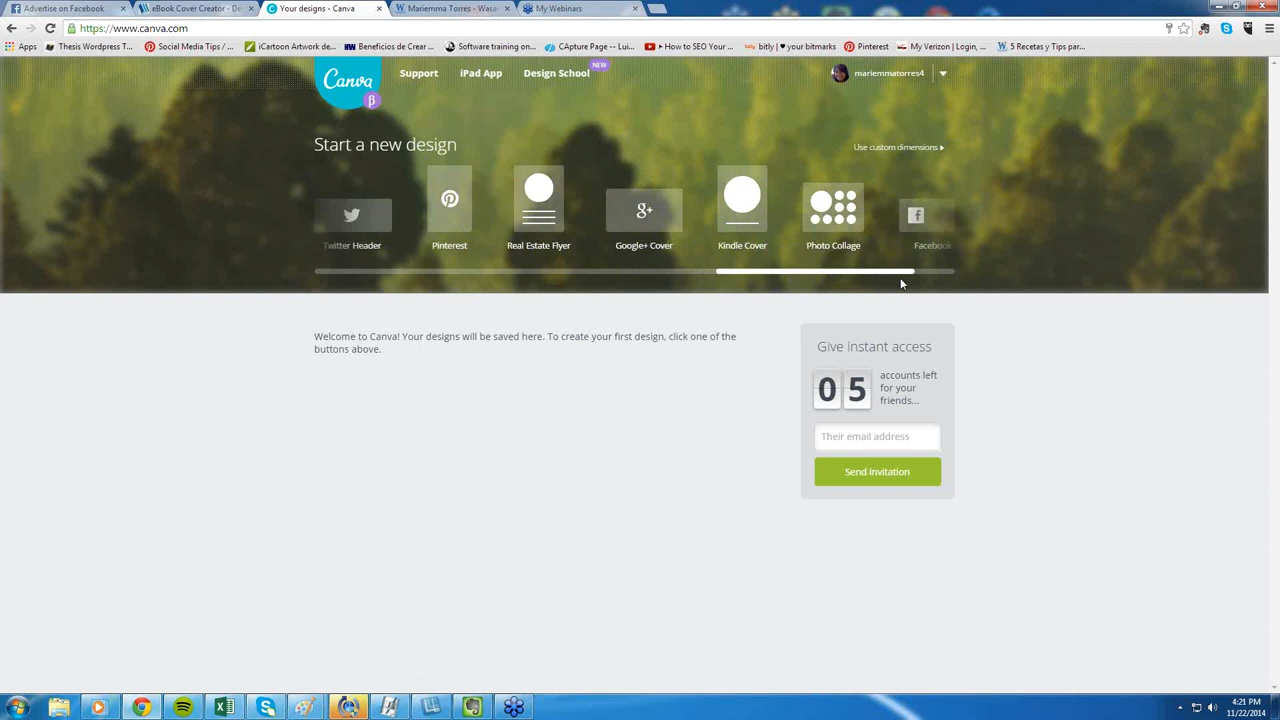 Advertise on Facebook
eBook Cover Creator - De
Your designs - Canva
Mariemma Torres - Wasa
My Webinars
https://www.canva.com
Apps
Thesis Wordpress T...
Social Media Tips / ...
iCartoon Artwork de...
Beneficios de Crear ...
Software training on...
CApture Page -- Lui...
How to SEO Your ...
bitly | ♥ your bitmarks
Pinterest
My Verizon | Login, ...
5 Recetas y Tips par...
Canva
β
Support
iPad App
Design School
NEW
mariemmatorres4
Start a new design
Use custom dimensions
g+
Twitter Header
Pinterest
Real Estate Flyer
Google+ Cover
Kindle Cover
Photo Collage
Facebook
Welcome to Canva! Your designs will be saved here. To create your first design, click one of the
buttons above.
Give instant access
0 5
accounts left
for your
friends...
Their email address
Send invitation
4:21 PM
11/22/2014